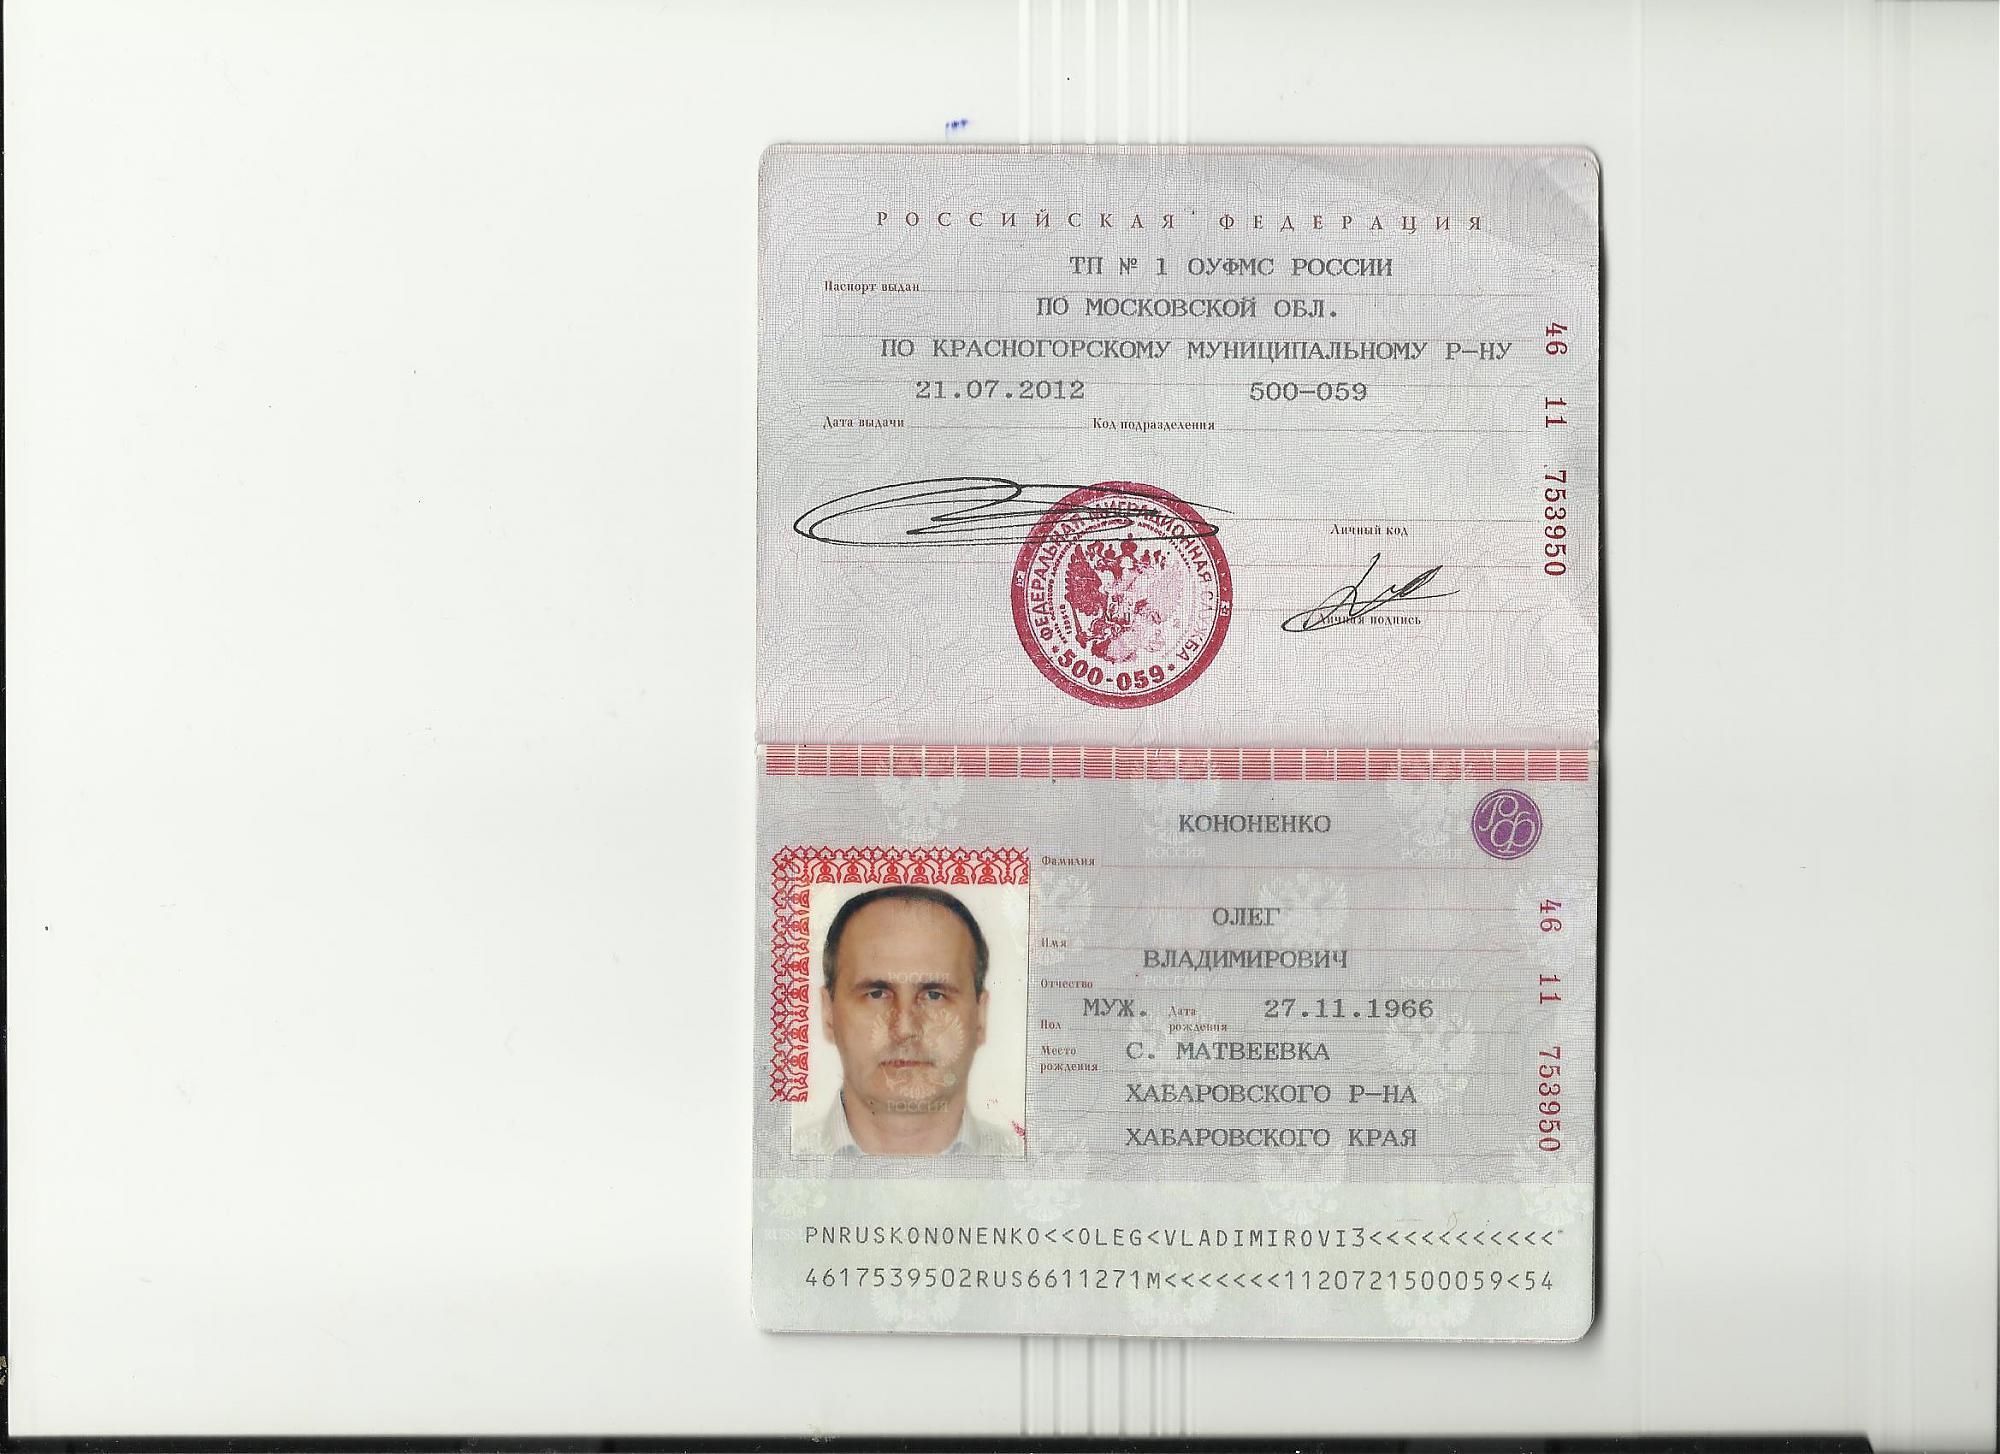 РОССИЙСКАЯ ФЕДЕРАЦИЯ
ТП № 1 ОУФМС РОССИИ
Паспорт выдан
ПО МОСКОВСКОЙ ОБЛ.
ПО КРАСНОГОРСКОМУ МУНИЦИПАЛЬНОМУ Р-НУ
21.07.2012 500-059
Дата выдачи Код подразделения
46 11 753950
Личный код
Личная подпись
ФЕДЕРАЛЬНАЯ МИГРАЦИОННАЯ СЛУЖБА
500-059
КОНОНЕНКО
РФ
Фамилия
ОЛЕГ
Имя
ВЛАДИМИРОВИЧ
Отчество
МУЖ. Дата рождения 27.11.1966
Пол
Место рождения С. МАТВЕЕВКА
ХАБАРОВСКОГО Р-НА
ХАБАРОВСКОГО КРАЯ
46 11 753950
РОССИЯ
РОССИЯ
PNRUSKONONENKO<<OLEG<VLADIMIROVI3<<<<<<<<<<<
4617539502RUS6611271M<<<<<<<1120721500059<54